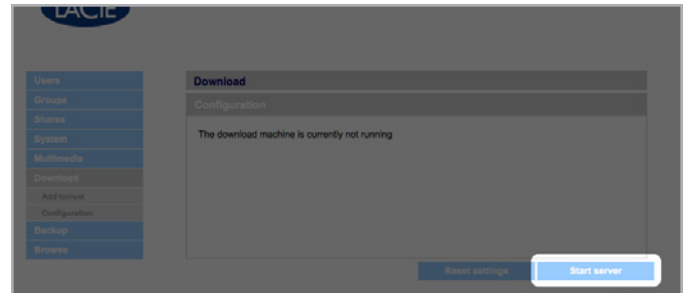 LACIE
Users
Groups
Shares
System
Multimedia
Download
Add torrent
Configuration
Backup
Browse
Download
Configuration
The download machine is currently not running
Reset settings
Start server